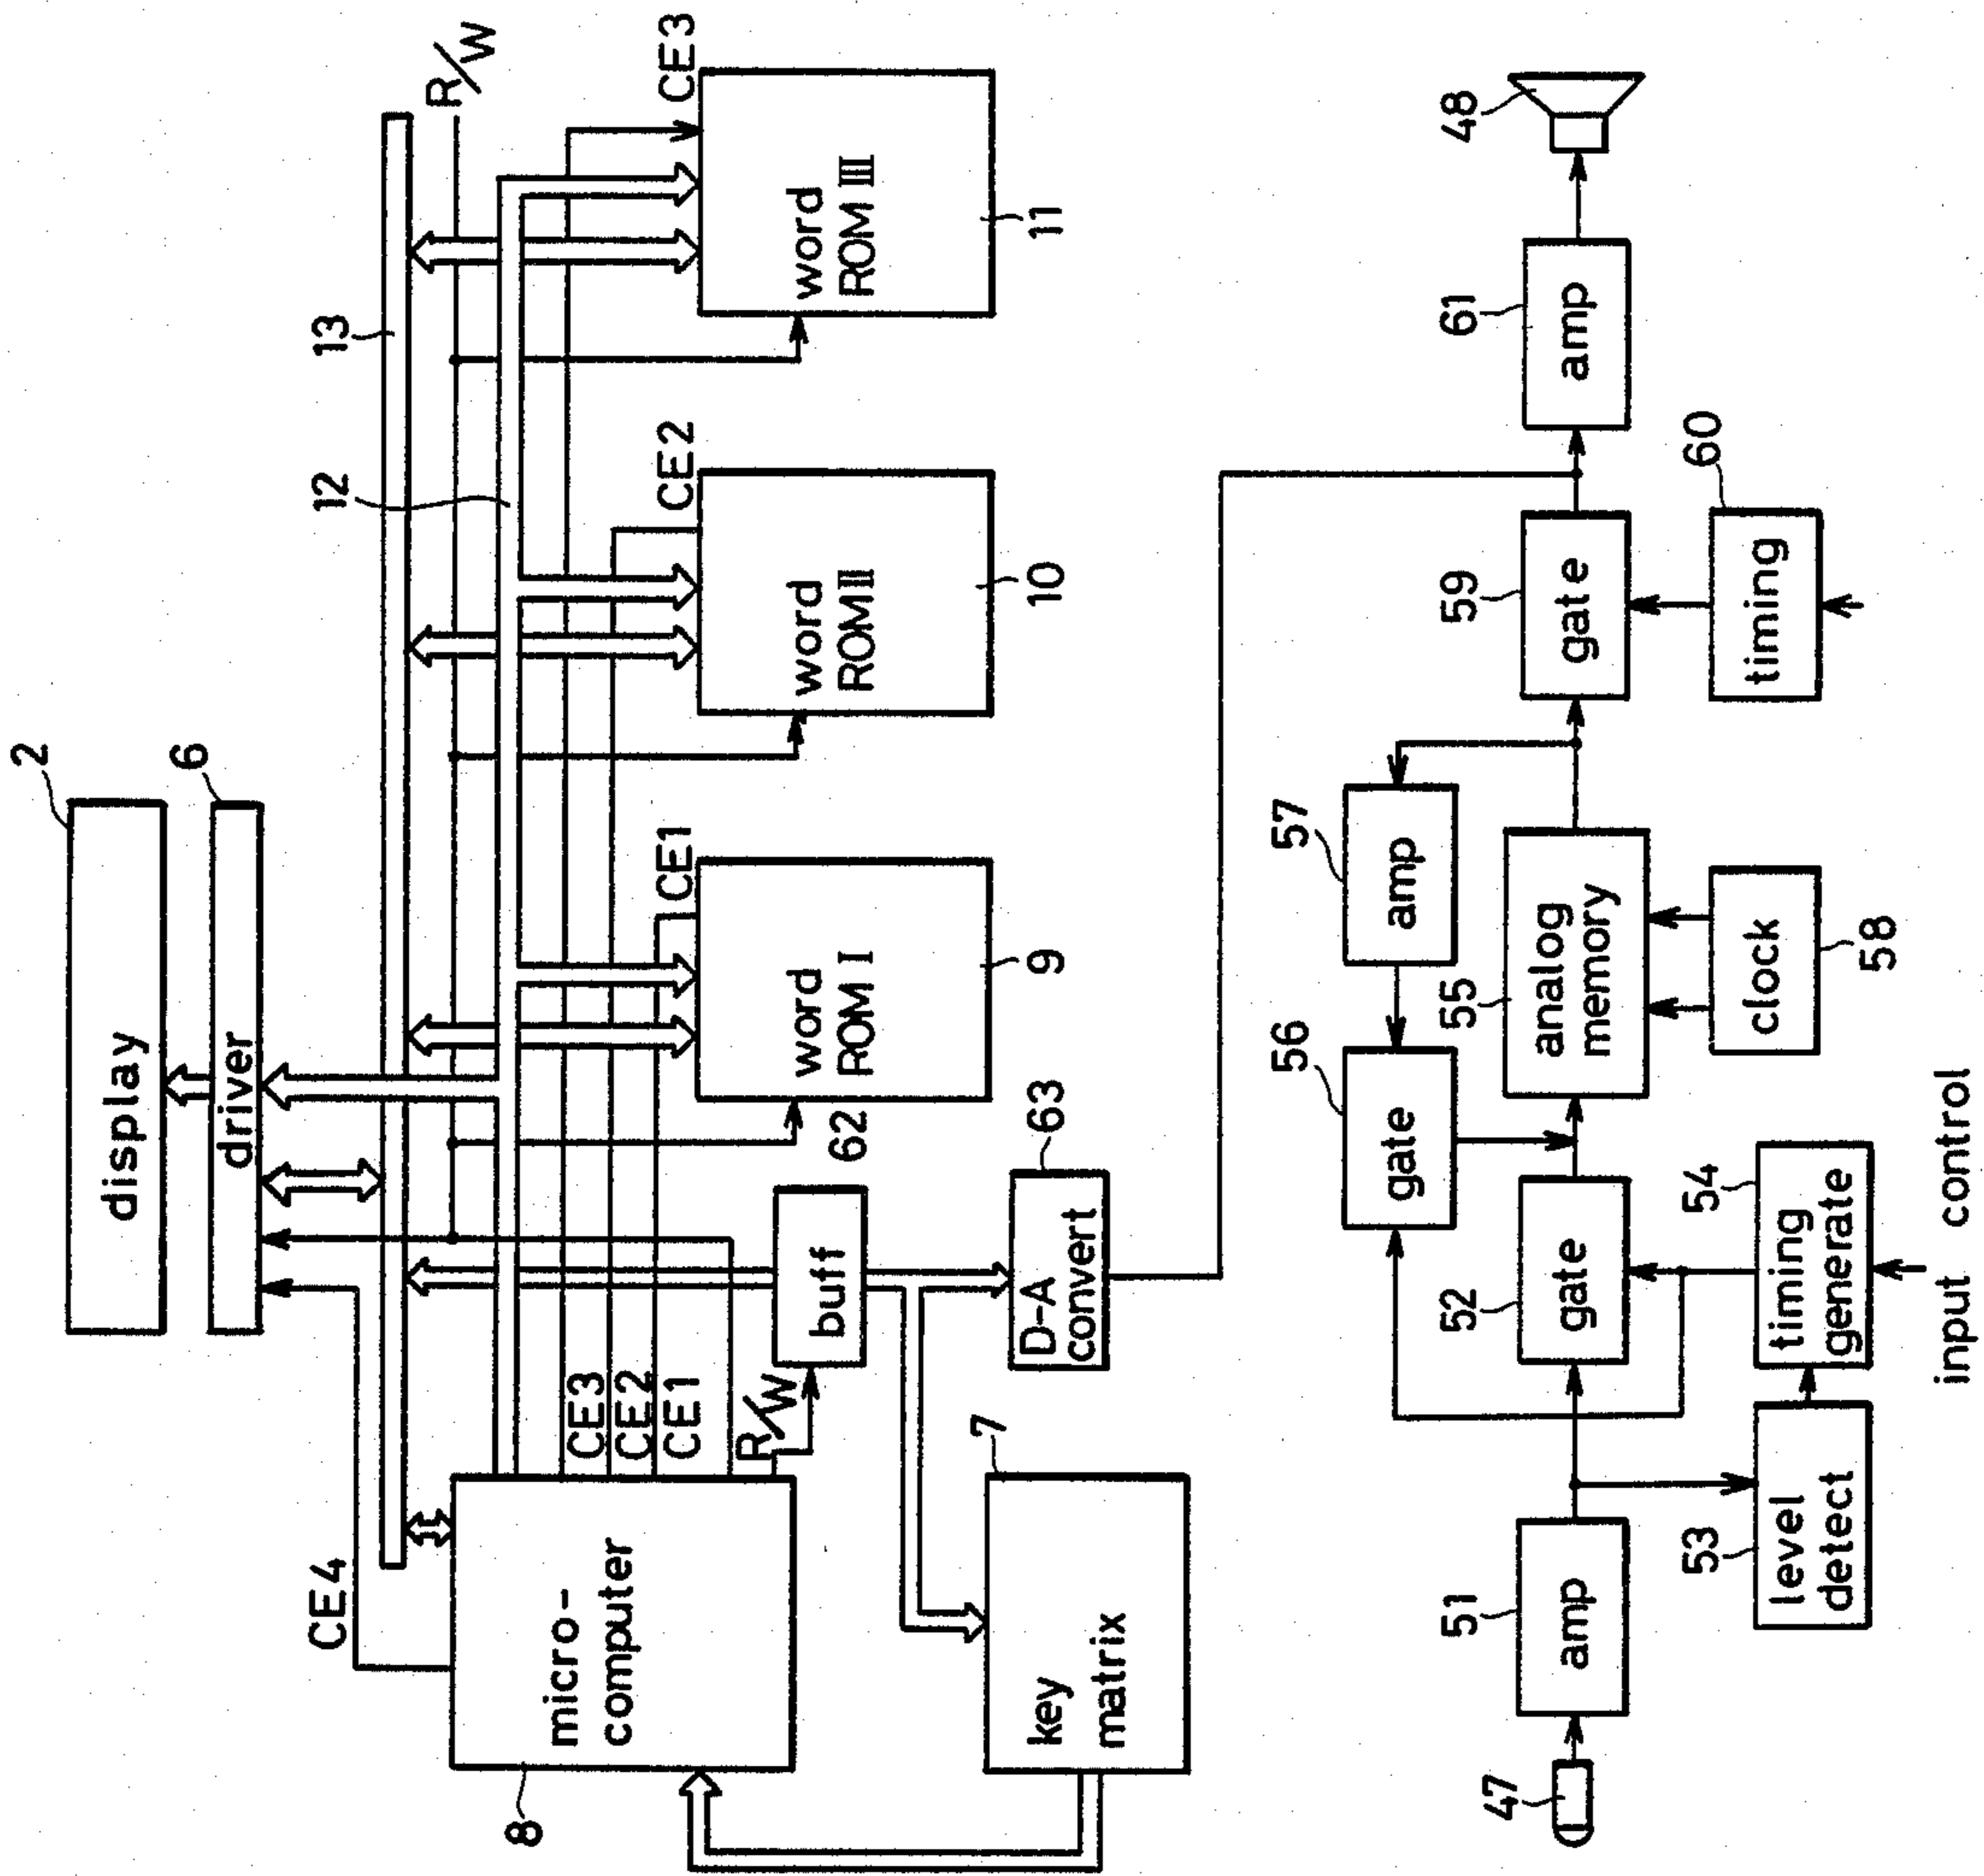 2
display
6
driver
13
R/W
12
CE4
micro-
computer
8
CE3
CE2
CE1
R/W
CE1
word
ROM I
9
CE2
word
ROM II
10
CE3
word
ROM III
11
62
buff
63
D-A
convert
7
key
matrix
47
51
amp
53
level
detect
52
gate
54
timing
generate
input control
56
gate
57
amp
55
analog
memory
clock
58
59
gate
60
timing
61
amp
48